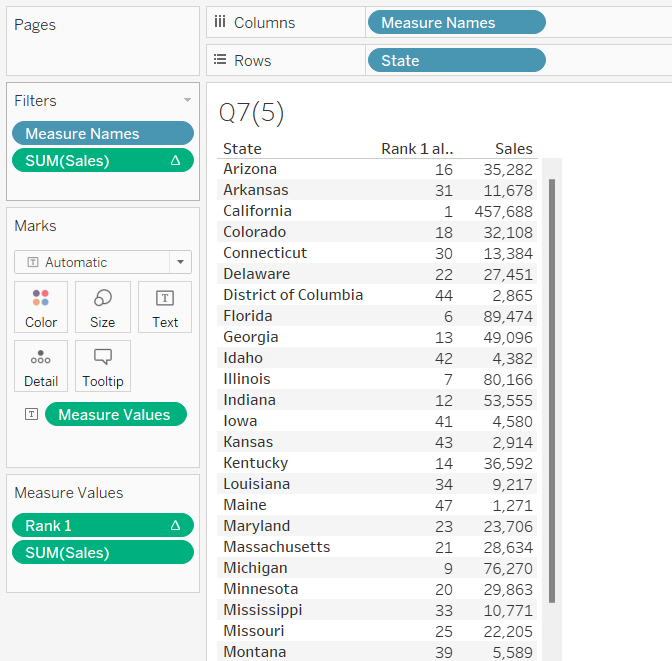 Pages
Columns Measure Names
Rows State
Filters
Measure Names
SUM(Sales) Δ
Marks
T Automatic
Color Size T Text
Detail Tooltip
T Measure Values
Measure Values
Rank 1 Δ
SUM(Sales)
Q7(5)
State Rank 1 al.. Sales
Arizona 16 35,282
Arkansas 31 11,678
California 1 457,688
Colorado 18 32,108
Connecticut 30 13,384
Delaware 22 27,451
District of Columbia 44 2,865
Florida 6 89,474
Georgia 13 49,096
Idaho 42 4,382
Illinois 7 80,166
Indiana 12 53,555
Iowa 41 4,580
Kansas 43 2,914
Kentucky 14 36,592
Louisiana 34 9,217
Maine 47 1,271
Maryland 23 23,706
Massachusetts 21 28,634
Michigan 9 76,270
Minnesota 20 29,863
Mississippi 33 10,771
Missouri 25 22,205
Montana 39 5,589